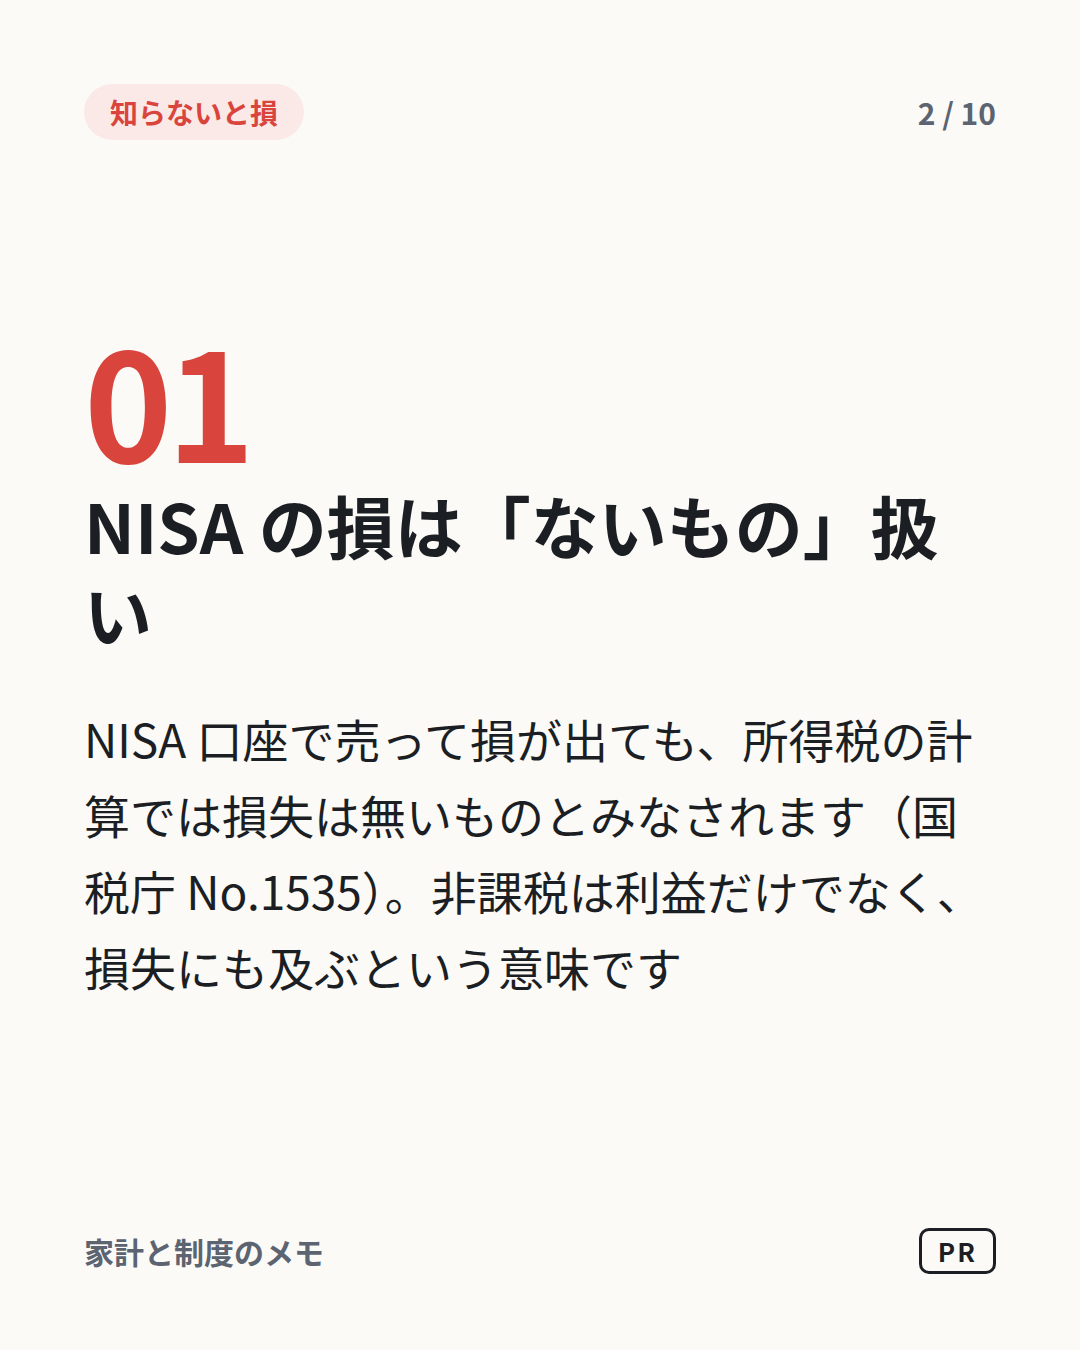 知らないと損
2 / 10
01
NISA の損は「ないもの」扱
い
NISA 口座で売って損が出ても、所得税の計
算では損失は無いものとみなされます（国
税庁 No.1535）。非課税は利益だけでなく、
損失にも及ぶという意味です
家計と制度のメモ
PR